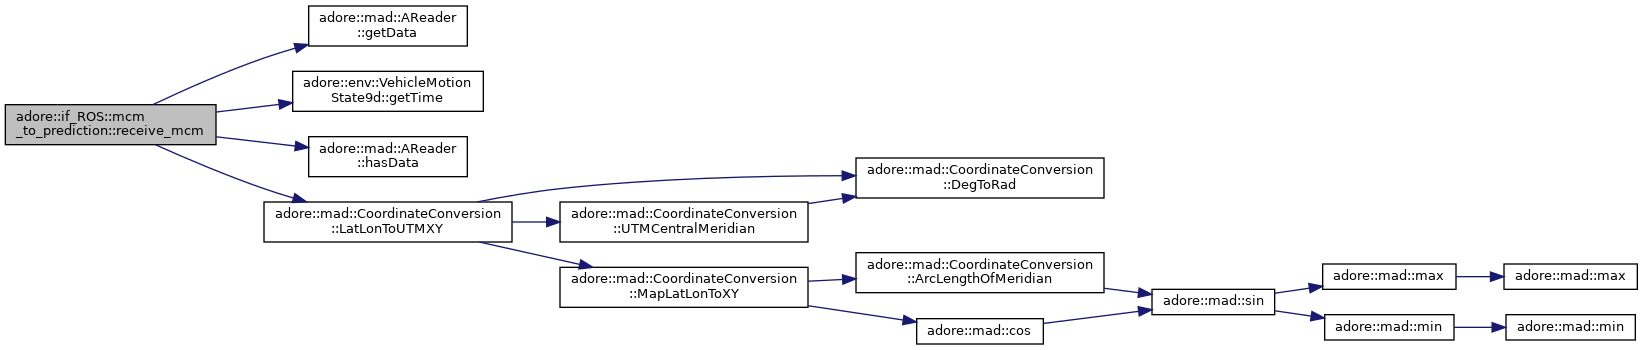 adore::if_ROS::mcm
_to_prediction::receive_mcm
adore::mad::AReader
::getData
adore::env::VehicleMotion
State9d::getTime
adore::mad::AReader
::hasData
adore::mad::CoordinateConversion
::LatLonToUTMXY
adore::mad::CoordinateConversion
::DegToRad
adore::mad::CoordinateConversion
::UTMCentralMeridian
adore::mad::CoordinateConversion
::MapLatLonToXY
adore::mad::CoordinateConversion
::ArcLengthOfMeridian
adore::mad::cos
adore::mad::sin
adore::mad::max
adore::mad::max
adore::mad::min
adore::mad::min